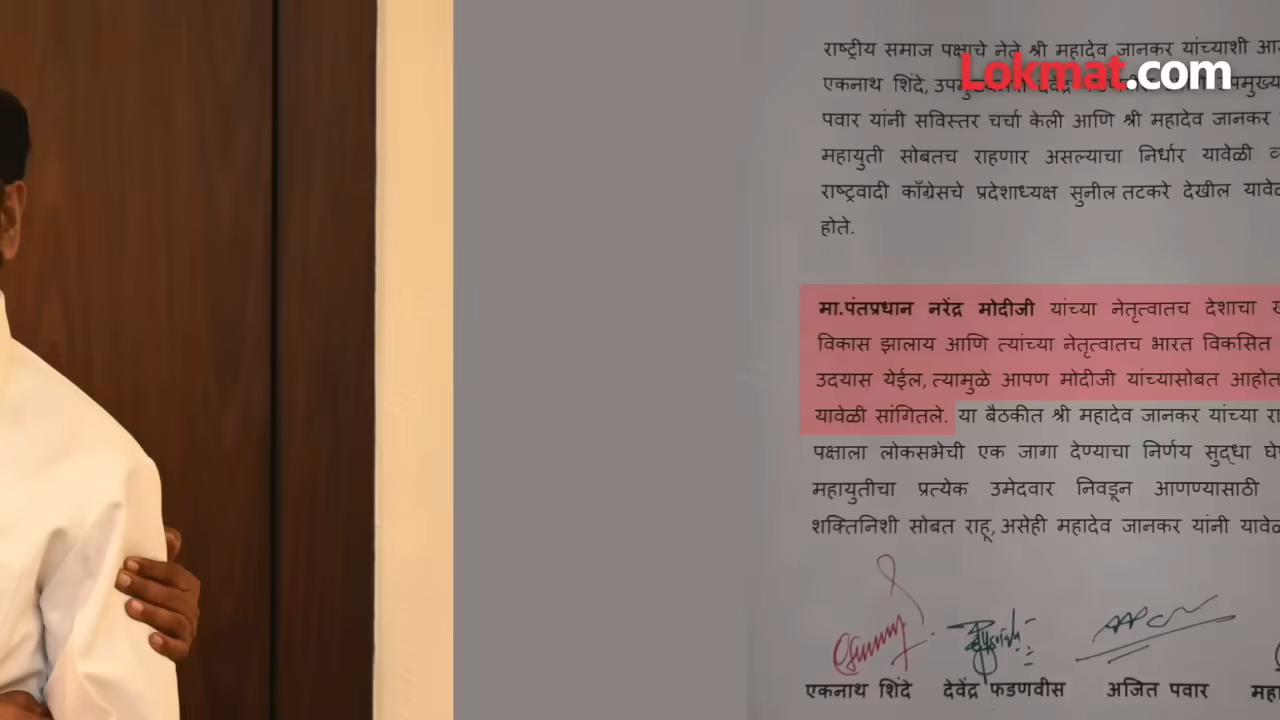 राष्ट्रीय समाज पक्षाचे नेते श्री महादेव जानकर यांच्याशी
Lokmat.com
एकनाथ शिंदे,
पवार यांनी सविस्तर चर्चा केली आणि श्री महादेव जानकर
महायुती सोबतच राहणार असल्याचा निर्धार यावेळी
राष्ट्रवादी काँग्रेसचे प्रदेशाध्यक्ष सुनील तटकरे देखील
होते.
मा.पंतप्रधान नरेंद्र मोदीजी यांच्या नेतृत्वातच देशाचा
विकास झालाय आणि त्यांच्या नेतृत्वातच भारत विकसित
उदयास येईल, त्यामुळे आपण मोदीजी यांच्यासोबत आहोत
यावेळी सांगितले. या बैठकीत श्री महादेव जानकर यांच्या
पक्षाला लोकसभेची एक जागा देण्याचा निर्णय सुद्धा
महायुतीचा प्रत्येक उमेदवार निवडून आणण्यासाठी
शक्तिनिशी सोबत राहू, असेही महादेव जानकर यांनी
एकनाथ शिंदे देवेंद्र फडणवीस अजित पवार